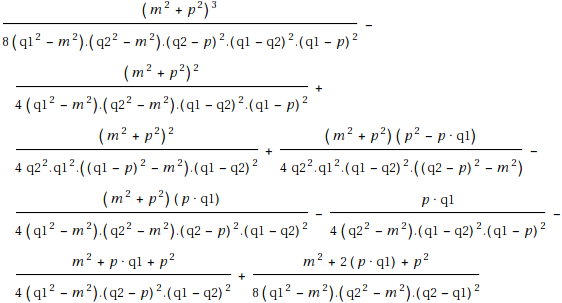 (m² + p²)³
8 (q1² − m²).(q2² − m²).(q2 − p)².(q1 − q2)².(q1 − p)² −
(m² + p²)²
4 (q1² − m²).(q2² − m²).(q1 − q2)².(q1 − p)² +
(m² + p²)² (m² + p²) (p² − p · q1)
4 q2².q1².((q1 − p)² − m²).(q1 − q2)² + 4 q2².q1².(q1 − q2)².((q2 − p)² − m²) −
(m² + p²) (p · q1) p · q1
4 (q1² − m²).(q2² − m²).(q2 − p)².(q1 − q2)² − 4 (q2² − m²).(q1 − q2)².(q1 − p)² −
m² + p · q1 + p² m² + 2 (p · q1) + p²
4 (q1² − m²).(q2 − p)².(q1 − q2)² + 8 (q1² − m²).(q2² − m²).(q2 − q1)²